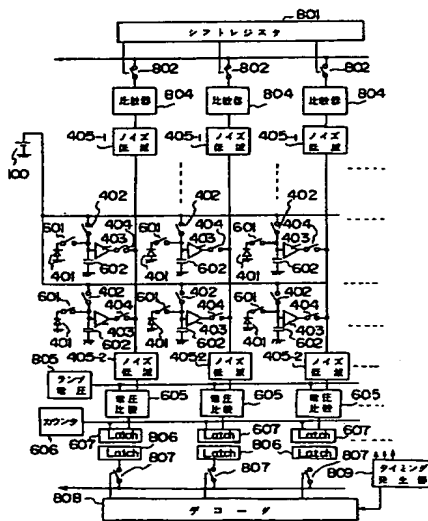 801
シフトレジスタ
802 802 802
比較部 804 比較部 804 比較部 804
405-1 ノイズ低減 405-1 ノイズ低減 405-1 ノイズ低減
100
402 402 402
601 404 601 404 601 404
403 403 403
401 602 401 602 401 602
601 402 601 402 601 402
404 404 404
403 403 403
401 602 401 602 401 602
405-2 405-2 405-2
ノイズ低減 ノイズ低減 ノイズ低減
805 ランプ電圧
電圧比較 605 電圧比較 605 電圧比較 605
カウンタ
606
607 Latch 607 Latch 607 Latch
806 806 806
Latch Latch Latch
807 807 807
809 タイミング発生部
808 デコーダ